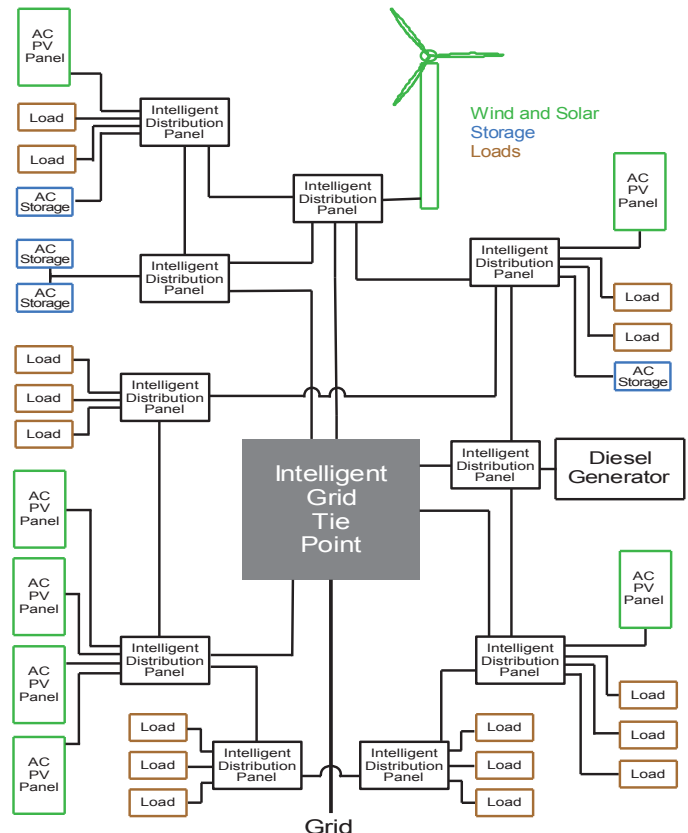 AC
PV
Panel
Load
Load
AC
Storage
Intelligent
Distribution
Panel
Wind and Solar
Storage
Loads
Intelligent
Distribution
Panel
AC
PV
Panel
AC
Storage
AC
Storage
Intelligent
Distribution
Panel
Intelligent
Distribution
Panel
Load
Load
AC
Storage
Load
Load
Load
Intelligent
Distribution
Panel
Intelligent
Grid
Tie
Point
Intelligent
Distribution
Panel
Diesel
Generator
AC
PV
Panel
AC
PV
Panel
AC
PV
Panel
AC
PV
Panel
Intelligent
Distribution
Panel
Intelligent
Distribution
Panel
AC
PV
Panel
Load
Load
Load
Load
Load
Load
Intelligent
Distribution
Panel
Intelligent
Distribution
Panel
Load
Load
Load
Grid